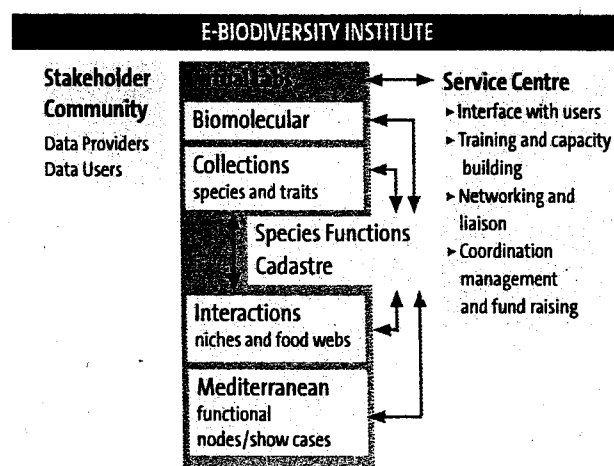 E-BIODIVERSITY INSTITUTE
Stakeholder
Community
Data Providers
Data Users
Biomolecular
Collections
species and traits
Species Functions
Cadastre
Interactions
niches and food webs
Mediterranean
functional
nodes/show cases
Service Centre
▸ Interface with users
▸ Training and capacity
building
▸ Networking and
liaison
▸ Coordination
management
and fund raising